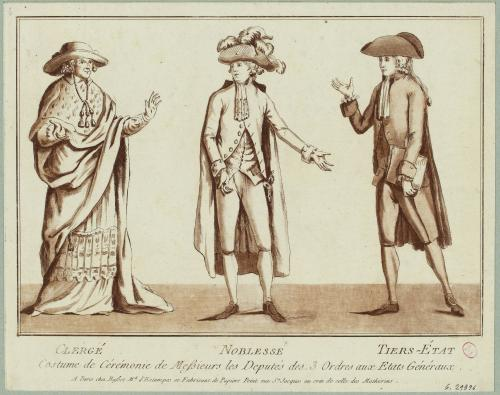 CLERGÉ NOBLESSE TIERS-ÉTAT
Costume de Cérémonie de Meſsieurs les Deputés des 3 Ordres aux Etats Généraux.
A Paris chez Baſset Md. d'Estampes et Fabricant de Papiers Peints rue St. Jacques au coin de celle des Mathurins.